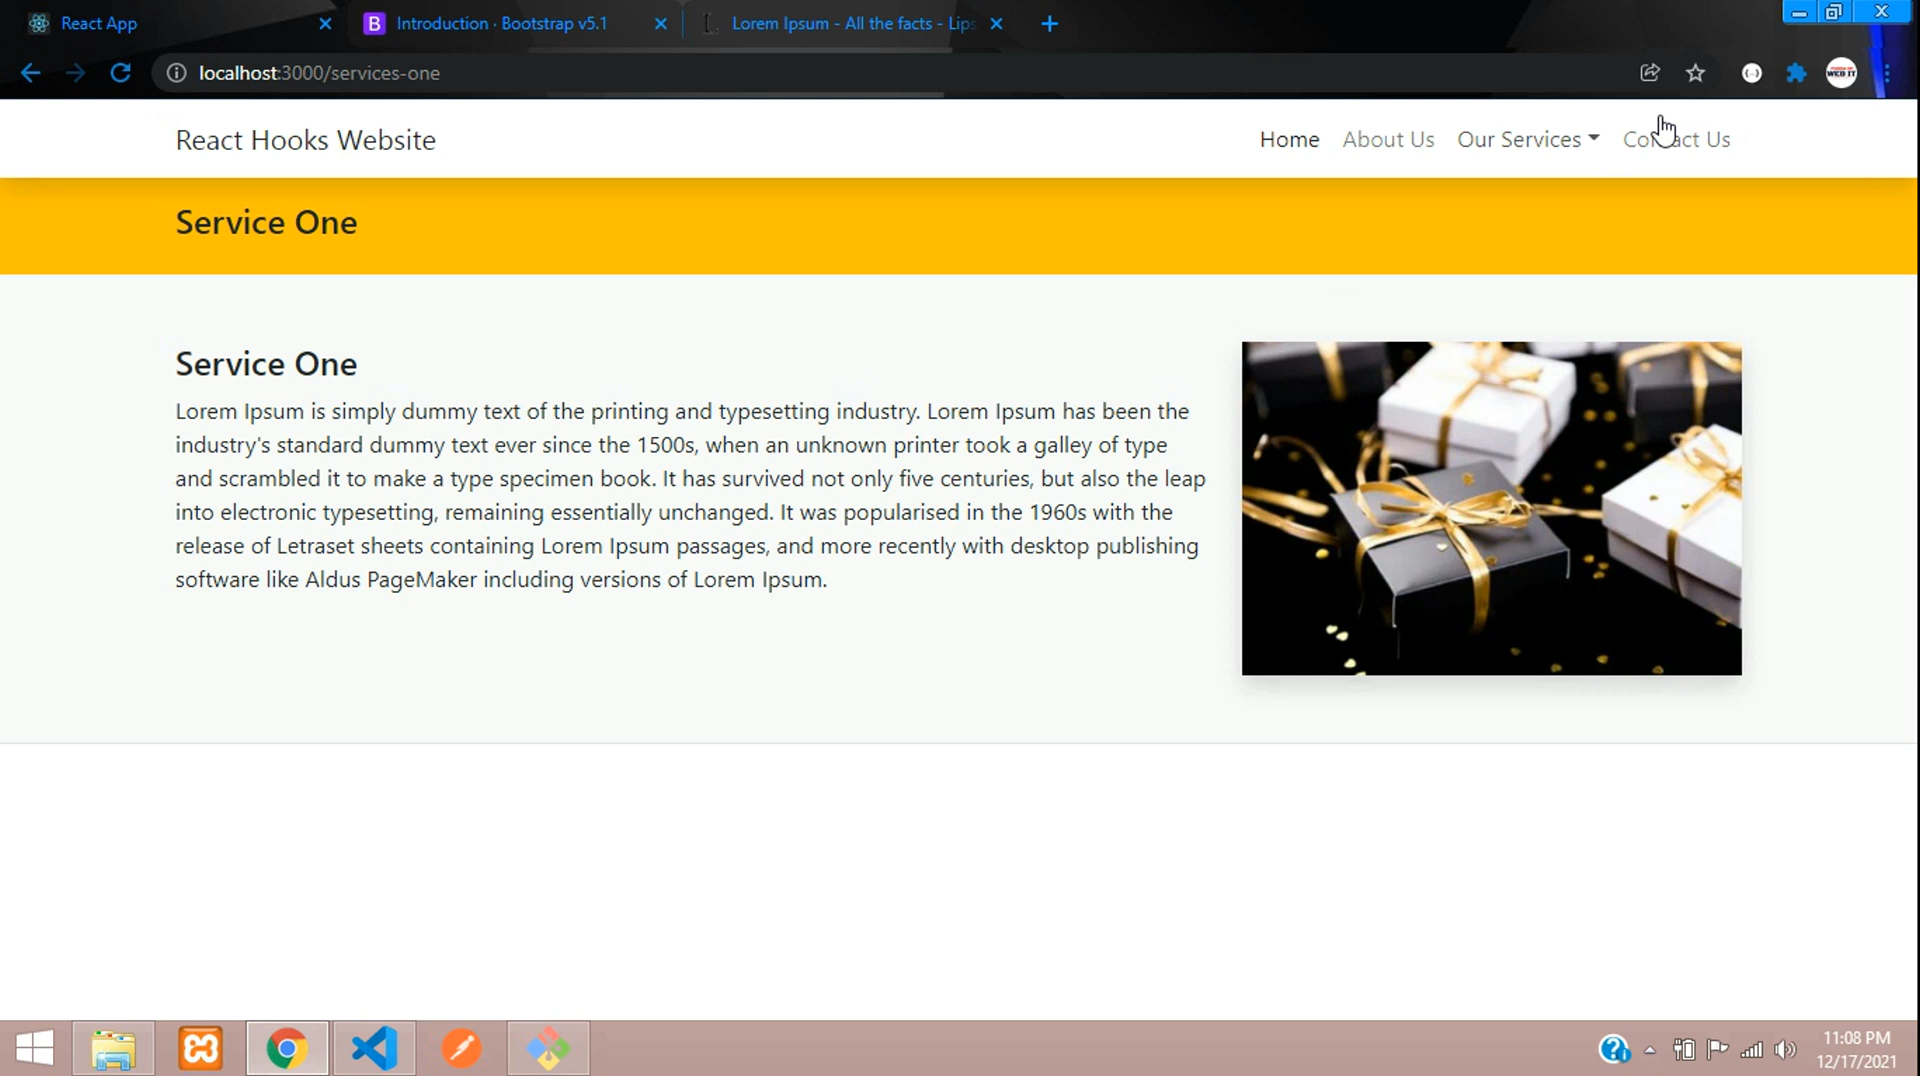 React App
Introduction · Bootstrap v5.1
Lorem Ipsum - All the facts - Lips
localhost:3000/services-one
WEB IT
React Hooks Website
Home
About Us
Our Services
Contact Us
Service One
Service One
Lorem Ipsum is simply dummy text of the printing and typesetting industry. Lorem Ipsum has been the
industry's standard dummy text ever since the 1500s, when an unknown printer took a galley of type
and scrambled it to make a type specimen book. It has survived not only five centuries, but also the leap
into electronic typesetting, remaining essentially unchanged. It was popularised in the 1960s with the
release of Letraset sheets containing Lorem Ipsum passages, and more recently with desktop publishing
software like Aldus PageMaker including versions of Lorem Ipsum.
11:08 PM
12/17/2021